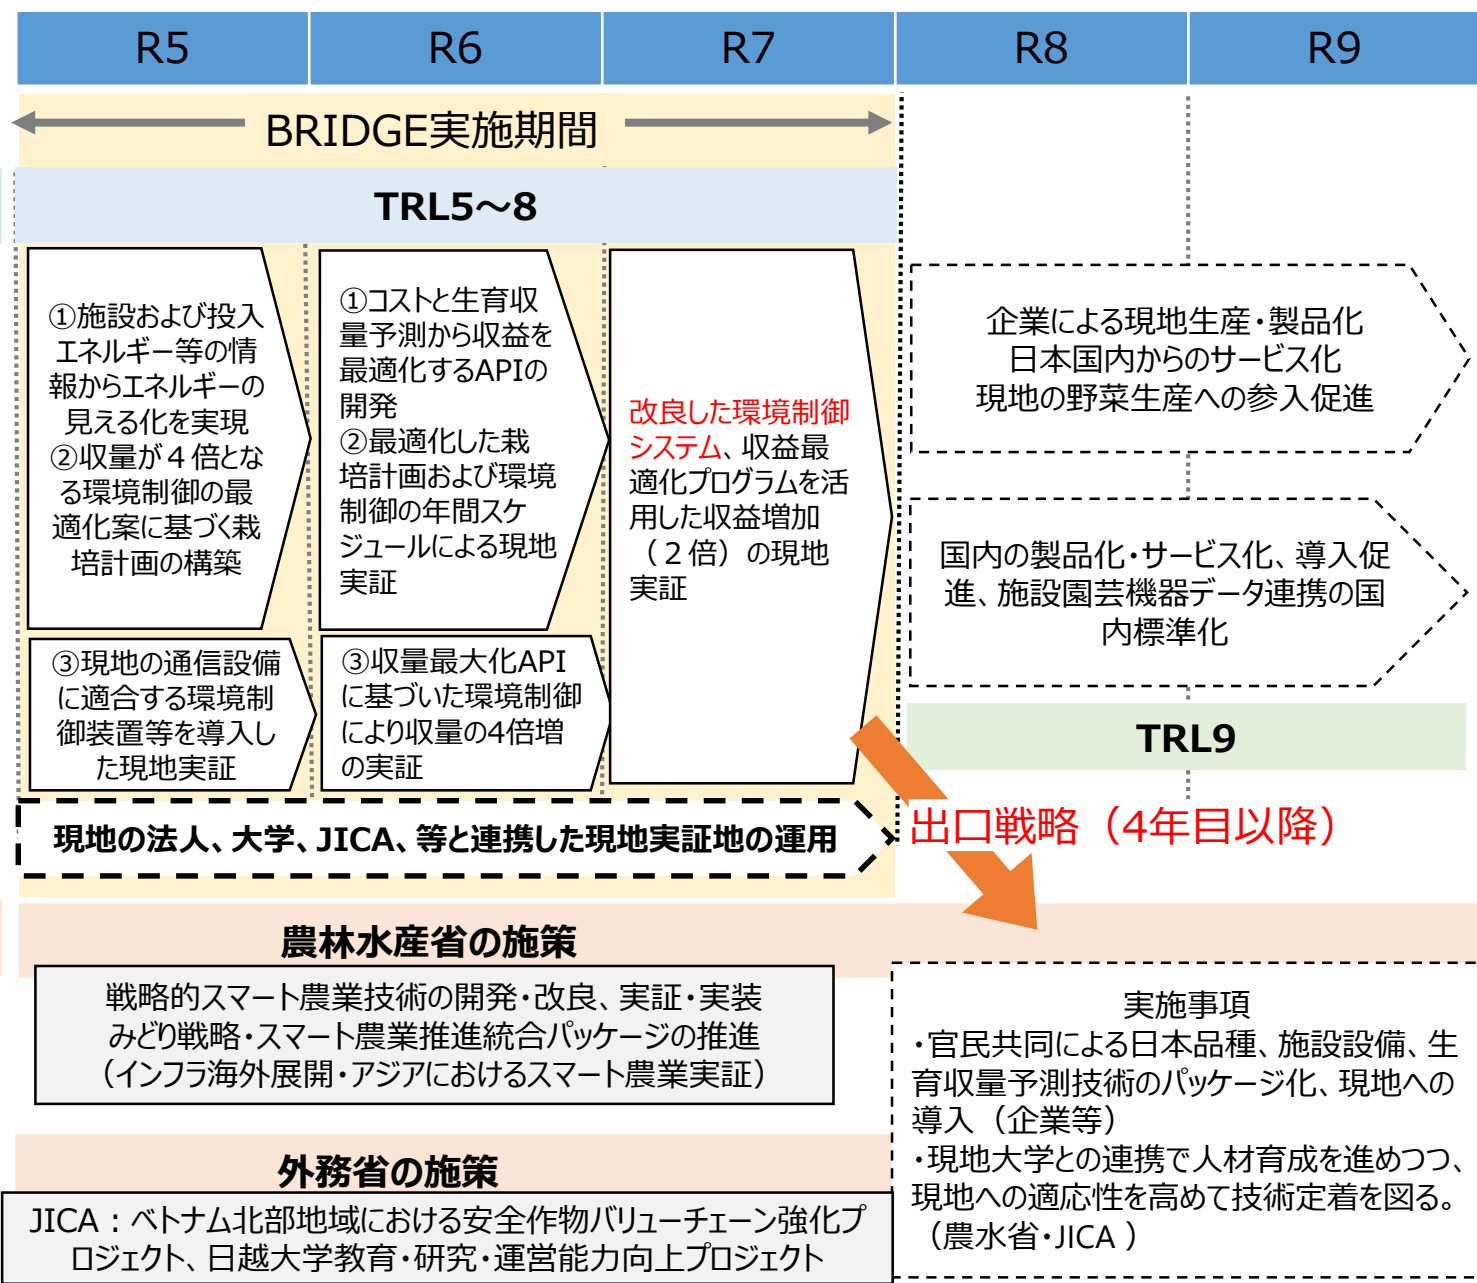 R5
R6
R7
R8
R9
BRIDGE実施期間
TRL5～8
①施設および投入
エネルギー等の情
報からエネルギーの
見える化を実現
②収量が４倍とな
る環境制御の最
適化案に基づく栽
培計画の構築
①コストと生育収
量予測から収益を
最適化するAPIの
開発
②最適化した栽
培計画および環境
制御の年間スケ
ジュールによる現地
実証
改良した環境制御
システム、収益最
適化プログラムを活
用した収益増加
（２倍）の現地
実証
企業による現地生産・製品化
日本国内からのサービス化
現地の野菜生産への参入促進
国内の製品化・サービス化、導入促
進、施設園芸機器データ連携の国
内標準化
③現地の通信設備
に適合する環境制
御装置等を導入し
た現地実証
③収量最大化API
に基づいた環境制御
により収量の4倍増
の実証
TRL9
現地の法人、大学、JICA、等と連携した現地実証地の運用
出口戦略（4年目以降）
農林水産省の施策
戦略的スマート農業技術の開発・改良、実証・実装
みどり戦略・スマート農業推進統合パッケージの推進
（インフラ海外展開・アジアにおけるスマート農業実証）
外務省の施策
JICA：ベトナム北部地域における安全作物バリューチェーン強化プ
ロジェクト、日越大学教育・研究・運営能力向上プロジェクト
実施事項
・官民共同による日本品種、施設設備、生
育収量予測技術のパッケージ化、現地への
導入（企業等）
・現地大学との連携で人材育成を進めつつ、
現地への適応性を高めて技術定着を図る。
（農水省・JICA ）